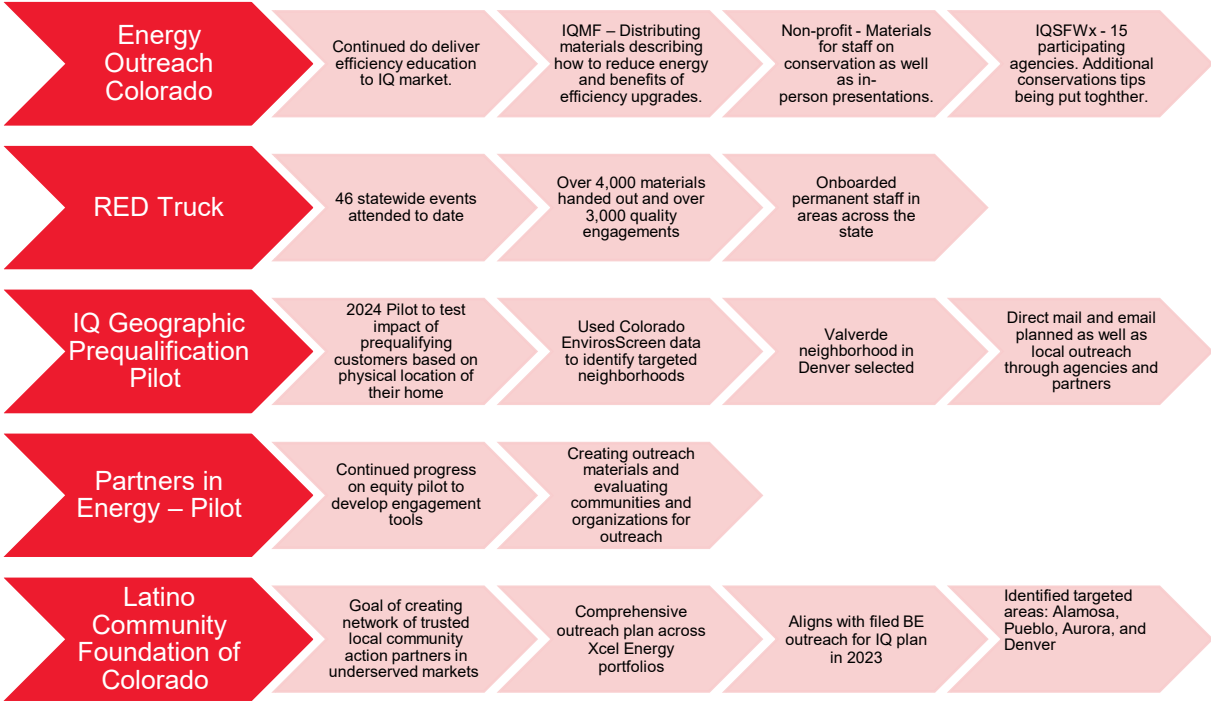 Energy
Outreach
Colorado
Continued do deliver
efficiency education
to IQ market.
IQMF – Distributing
materials describing
how to reduce energy
and benefits of
efficiency upgrades.
Non-profit - Materials
for staff on
conservation as well
as in-
person presentations.
IQSFWx - 15
participating
agencies. Additional
conservations tips
being put toghther.
RED Truck
46 statewide events
attended to date
Over 4,000 materials
handed out and over
3,000 quality
engagements
Onboarded
permanent staff in
areas across the
state
IQ Geographic
Prequalification
Pilot
2024 Pilot to test
impact of
prequalifying
customers based on
physical location of
their home
Used Colorado
EnvirosScreen data
to identify targeted
neighborhoods
Valverde
neighborhood in
Denver selected
Direct mail and email
planned as well as
local outreach
through agencies and
partners
Partners in
Energy – Pilot
Continued progress
on equity pilot to
develop engagement
tools
Creating outreach
materials and
evaluating
communities and
organizations for
outreach
Latino
Community
Foundation of
Colorado
Goal of creating
network of trusted
local community
action partners in
underserved markets
Comprehensive
outreach plan across
Xcel Energy
portfolios
Aligns with filed BE
outreach for IQ plan
in 2023
Identified targeted
areas: Alamosa,
Pueblo, Aurora, and
Denver